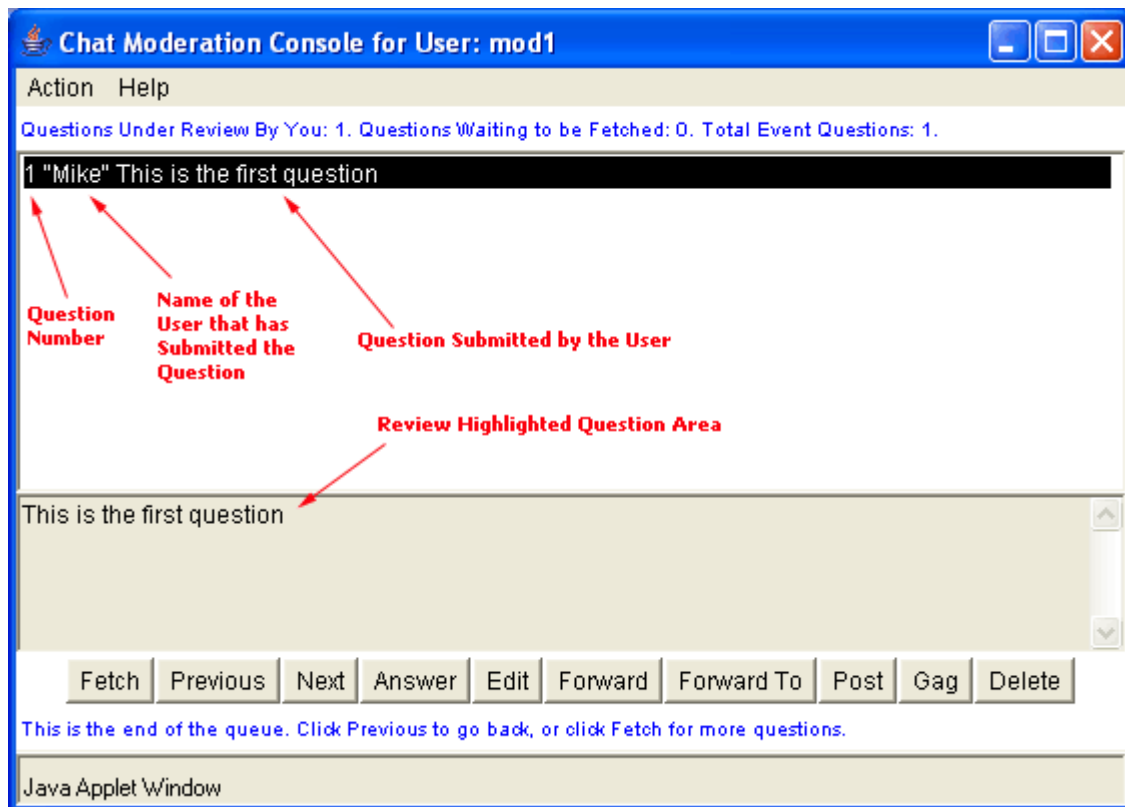 Chat Moderation Console for User: mod1
Action Help
Questions Under Review By You: 1. Questions Waiting to be Fetched: 0. Total Event Questions: 1.
1 "Mike" This is the first question
Question
Number
Name of the
User that has
Submitted the
Question
Question Submitted by the User
Review Highlighted Question Area
This is the first question
Fetch Previous Next Answer Edit Forward Forward To Post Gag Delete
This is the end of the queue. Click Previous to go back, or click Fetch for more questions.
Java Applet Window